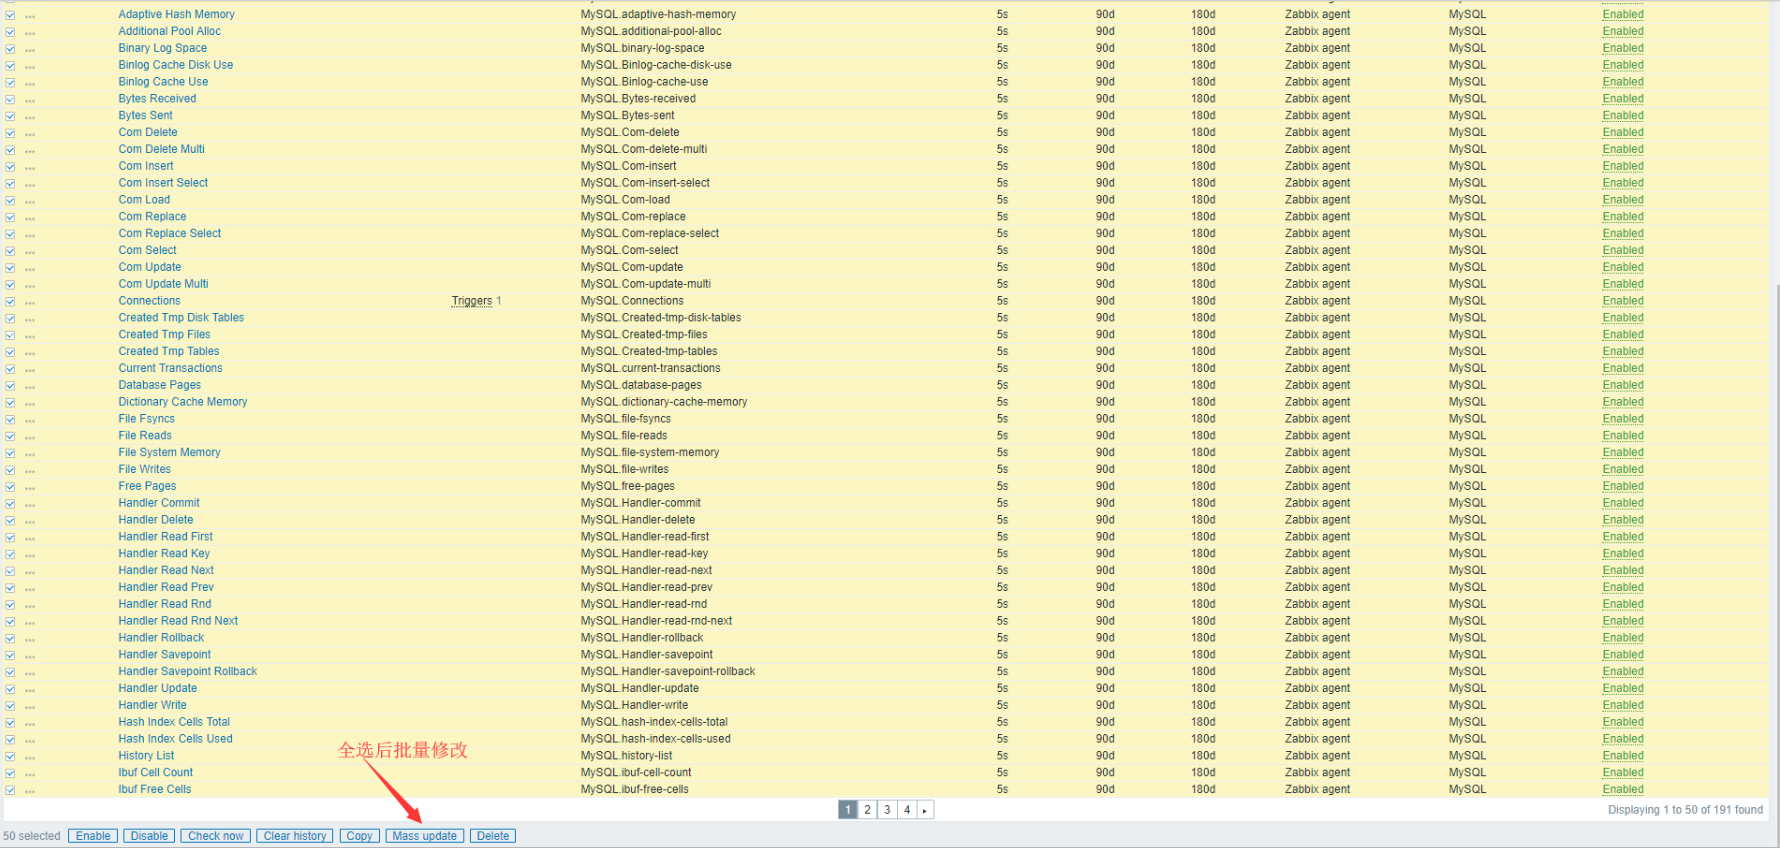 Adaptive Hash Memory MySQL.adaptive-hash-memory 5s 90d 180d Zabbix agent MySQL Enabled
Additional Pool Alloc MySQL.additional-pool-alloc 5s 90d 180d Zabbix agent MySQL Enabled
Binary Log Space MySQL.binary-log-space 5s 90d 180d Zabbix agent MySQL Enabled
Binlog Cache Disk Use MySQL.Binlog-cache-disk-use 5s 90d 180d Zabbix agent MySQL Enabled
Binlog Cache Use MySQL.Binlog-cache-use 5s 90d 180d Zabbix agent MySQL Enabled
Bytes Received MySQL.Bytes-received 5s 90d 180d Zabbix agent MySQL Enabled
Bytes Sent MySQL.Bytes-sent 5s 90d 180d Zabbix agent MySQL Enabled
Com Delete MySQL.Com-delete 5s 90d 180d Zabbix agent MySQL Enabled
Com Delete Multi MySQL.Com-delete-multi 5s 90d 180d Zabbix agent MySQL Enabled
Com Insert MySQL.Com-insert 5s 90d 180d Zabbix agent MySQL Enabled
Com Insert Select MySQL.Com-insert-select 5s 90d 180d Zabbix agent MySQL Enabled
Com Load MySQL.Com-load 5s 90d 180d Zabbix agent MySQL Enabled
Com Replace MySQL.Com-replace 5s 90d 180d Zabbix agent MySQL Enabled
Com Replace Select MySQL.Com-replace-select 5s 90d 180d Zabbix agent MySQL Enabled
Com Select MySQL.Com-select 5s 90d 180d Zabbix agent MySQL Enabled
Com Update MySQL.Com-update 5s 90d 180d Zabbix agent MySQL Enabled
Com Update Multi MySQL.Com-update-multi 5s 90d 180d Zabbix agent MySQL Enabled
Connections Triggers 1 MySQL.Connections 5s 90d 180d Zabbix agent MySQL Enabled
Created Tmp Disk Tables MySQL.Created-tmp-disk-tables 5s 90d 180d Zabbix agent MySQL Enabled
Created Tmp Files MySQL.Created-tmp-files 5s 90d 180d Zabbix agent MySQL Enabled
Created Tmp Tables MySQL.Created-tmp-tables 5s 90d 180d Zabbix agent MySQL Enabled
Current Transactions MySQL.current-transactions 5s 90d 180d Zabbix agent MySQL Enabled
Database Pages MySQL.database-pages 5s 90d 180d Zabbix agent MySQL Enabled
Dictionary Cache Memory MySQL.dictionary-cache-memory 5s 90d 180d Zabbix agent MySQL Enabled
File Fsyncs MySQL.file-fsyncs 5s 90d 180d Zabbix agent MySQL Enabled
File Reads MySQL.file-reads 5s 90d 180d Zabbix agent MySQL Enabled
File System Memory MySQL.file-system-memory 5s 90d 180d Zabbix agent MySQL Enabled
File Writes MySQL.file-writes 5s 90d 180d Zabbix agent MySQL Enabled
Free Pages MySQL.free-pages 5s 90d 180d Zabbix agent MySQL Enabled
Handler Commit MySQL.Handler-commit 5s 90d 180d Zabbix agent MySQL Enabled
Handler Delete MySQL.Handler-delete 5s 90d 180d Zabbix agent MySQL Enabled
Handler Read First MySQL.Handler-read-first 5s 90d 180d Zabbix agent MySQL Enabled
Handler Read Key MySQL.Handler-read-key 5s 90d 180d Zabbix agent MySQL Enabled
Handler Read Next MySQL.Handler-read-next 5s 90d 180d Zabbix agent MySQL Enabled
Handler Read Prev MySQL.Handler-read-prev 5s 90d 180d Zabbix agent MySQL Enabled
Handler Read Rnd MySQL.Handler-read-rnd 5s 90d 180d Zabbix agent MySQL Enabled
Handler Read Rnd Next MySQL.Handler-read-rnd-next 5s 90d 180d Zabbix agent MySQL Enabled
Handler Rollback MySQL.Handler-rollback 5s 90d 180d Zabbix agent MySQL Enabled
Handler Savepoint MySQL.Handler-savepoint 5s 90d 180d Zabbix agent MySQL Enabled
Handler Savepoint Rollback MySQL.Handler-savepoint-rollback 5s 90d 180d Zabbix agent MySQL Enabled
Handler Update MySQL.Handler-update 5s 90d 180d Zabbix agent MySQL Enabled
Handler Write MySQL.Handler-write 5s 90d 180d Zabbix agent MySQL Enabled
Hash Index Cells Total MySQL.hash-index-cells-total 5s 90d 180d Zabbix agent MySQL Enabled
Hash Index Cells Used MySQL.hash-index-cells-used 5s 90d 180d Zabbix agent MySQL Enabled
全选后批量修改
History List MySQL.history-list 5s 90d 180d Zabbix agent MySQL Enabled
Ibuf Cell Count MySQL.ibuf-cell-count 5s 90d 180d Zabbix agent MySQL Enabled
Ibuf Free Cells MySQL.ibuf-free-cells 5s 90d 180d Zabbix agent MySQL Enabled
1 2 3 4 Displaying 1 to 50 of 191 found
50 selected Enable Disable Check now Clear history Copy Mass update Delete